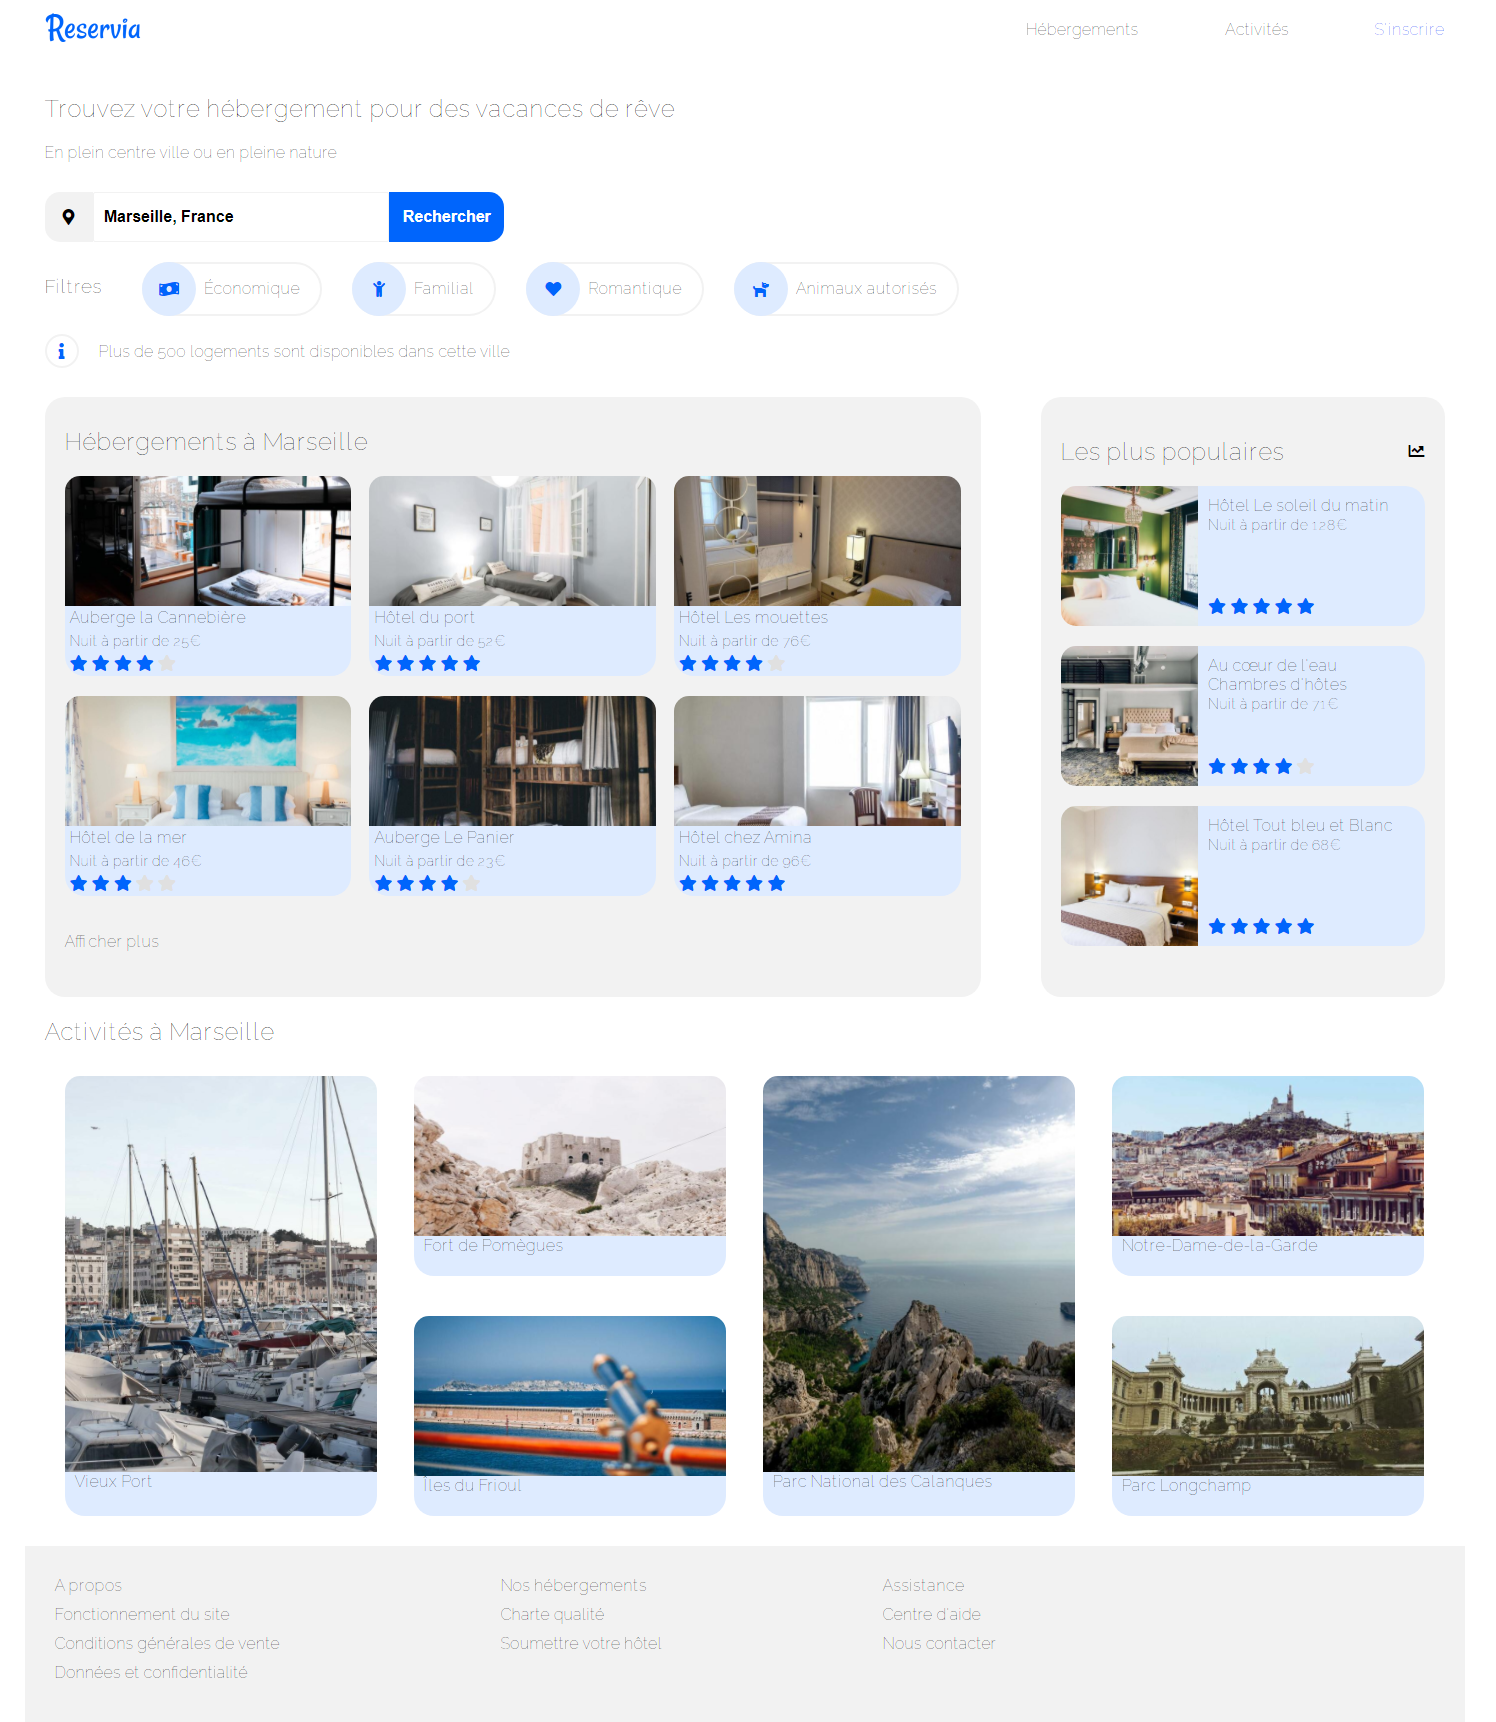 Reservia
Hébergements
Activités
S'inscrire
Trouvez votre hébergement pour des vacances de rêve
En plein centre ville ou en pleine nature
Marseille, France
Rechercher
Filtres
Économique
Familial
Romantique
Animaux autorisés
Plus de 500 logements sont disponibles dans cette ville
Hébergements à Marseille
Auberge la Cannebière
Nuit à partir de 25€
Hôtel du port
Nuit à partir de 52€
Hôtel Les mouettes
Nuit à partir de 76€
Hôtel de la mer
Nuit à partir de 46€
Auberge Le Panier
Nuit à partir de 23€
Hôtel chez Amina
Nuit à partir de 96€
Afficher plus
Les plus populaires
Hôtel Le soleil du matin
Nuit à partir de 128€
Au cœur de l'eau
Chambres d'hôtes
Nuit à partir de 71€
Hôtel Tout bleu et Blanc
Nuit à partir de 68€
Activités à Marseille
Vieux Port
Fort de Pomègues
Îles du Frioul
Parc National des Calanques
Notre-Dame-de-la-Garde
Parc Longchamp
A propos
Fonctionnement du site
Conditions générales de vente
Données et confidentialité
Nos hébergements
Charte qualité
Soumettre votre hôtel
Assistance
Centre d'aide
Nous contacter